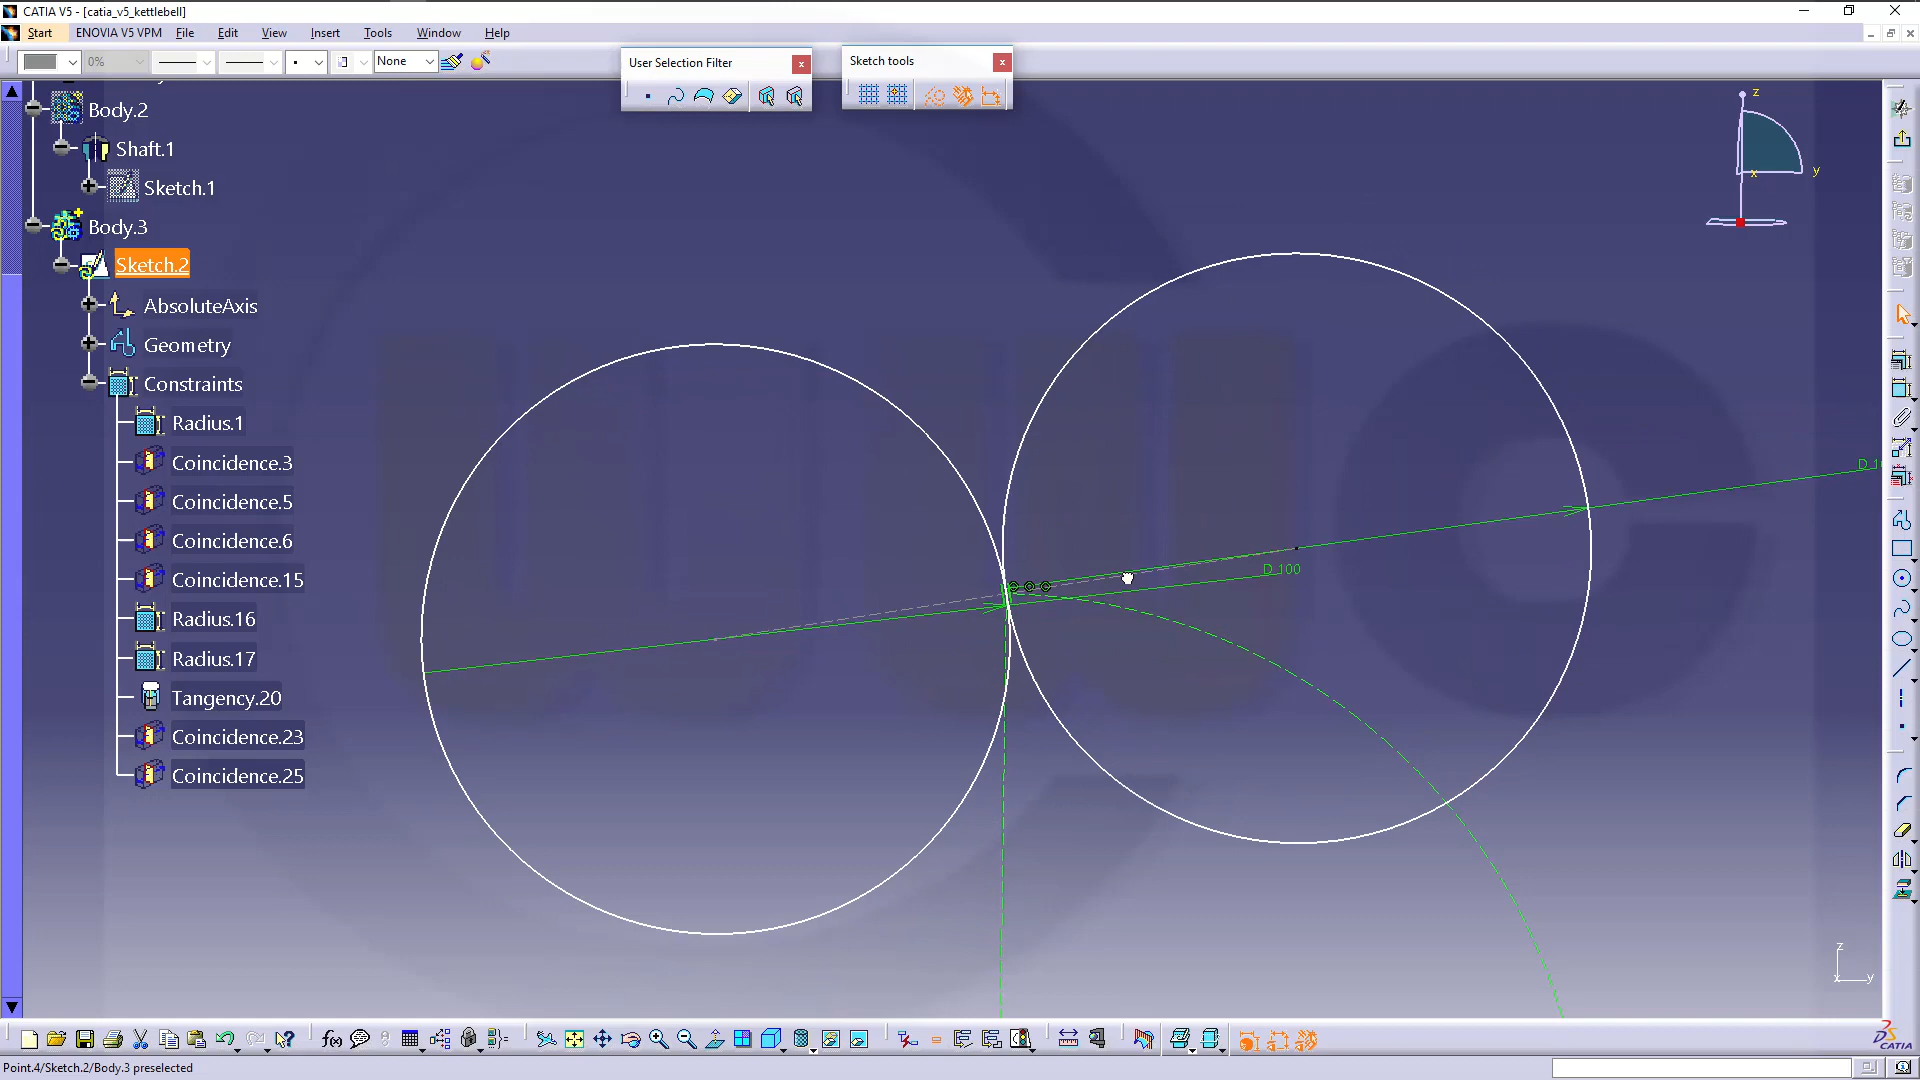 CATIA V5 - [catia_v5_kettlebell]
Start
ENOVIA V5 VPM
File
Edit
View
Insert
Tools
Window
Help
0%
None
User Selection Filter
Sketch tools
Body.2
Shaft.1
Sketch.1
Body.3
Sketch.2
AbsoluteAxis
Geometry
Constraints
Radius.1
Coincidence.3
Coincidence.5
Coincidence.6
Coincidence.15
Radius.16
Radius.17
Tangency.20
Coincidence.23
Coincidence.25
z
x
y
D 10
D 100
z
x
y
f(x)
CATIA
Point.4/Sketch.2/Body.3 preselected